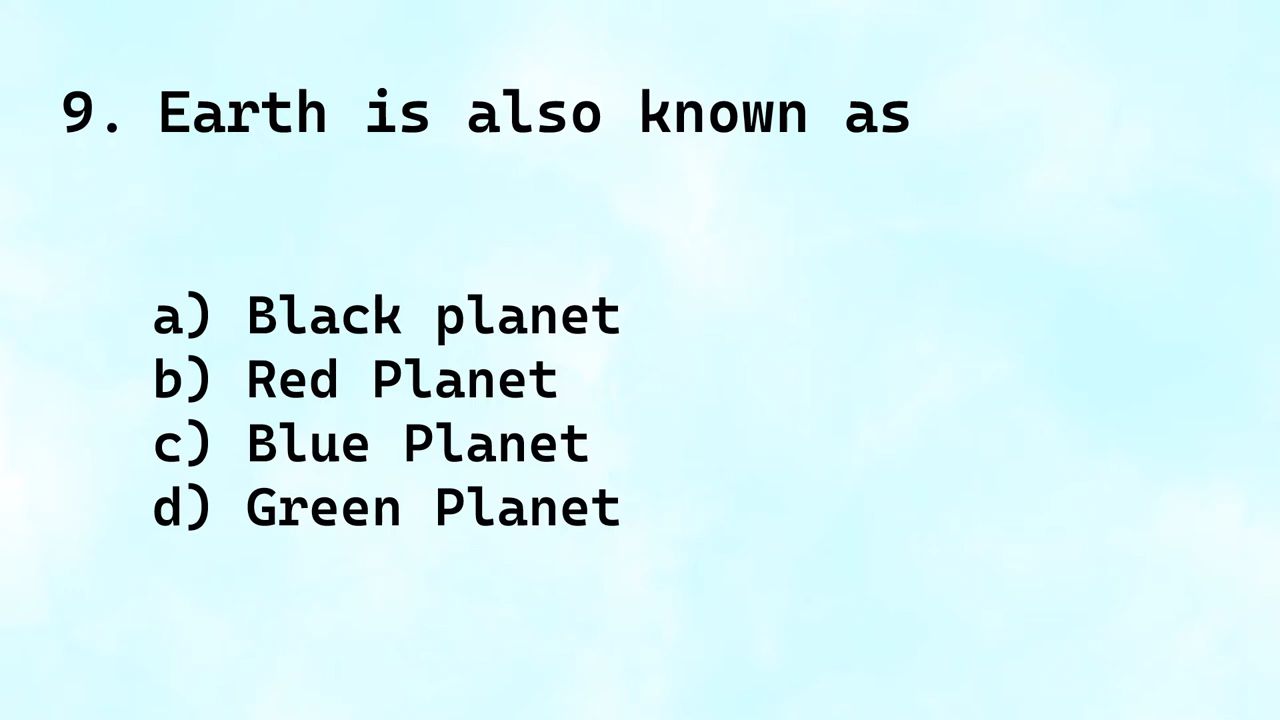 9. Earth is also known as
a) Black planet
b) Red Planet
c) Blue Planet
d) Green Planet